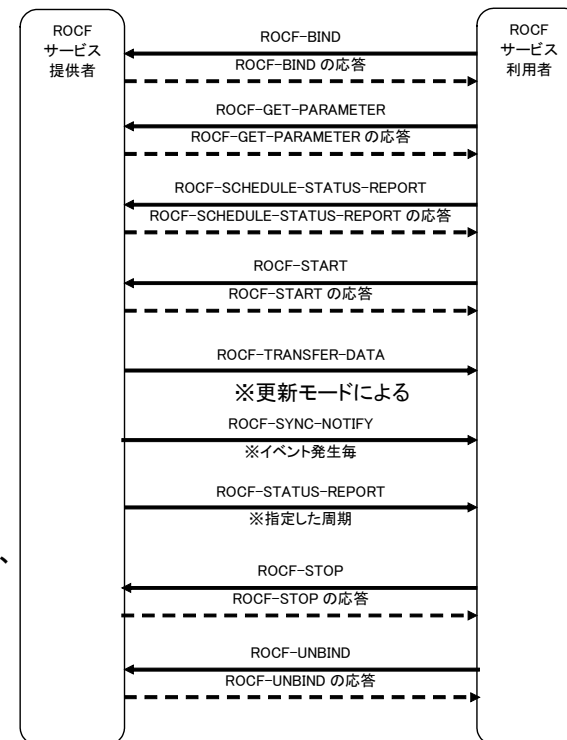 ROCF
サービス
提供者
ROCF
サービス
利用者
ROCF-BIND
ROCF-BIND の応答
ROCF-GET-PARAMETER
ROCF-GET-PARAMETER の応答
ROCF-SCHEDULE-STATUS-REPORT
ROCF-SCHEDULE-STATUS-REPORT の応答
ROCF-START
ROCF-START の応答
ROCF-TRANSFER-DATA
※更新モードによる
ROCF-SYNC-NOTIFY
※イベント発生毎
ROCF-STATUS-REPORT
※指定した周期
、
ROCF-STOP
ROCF-STOP の応答
ROCF-UNBIND
ROCF-UNBIND の応答